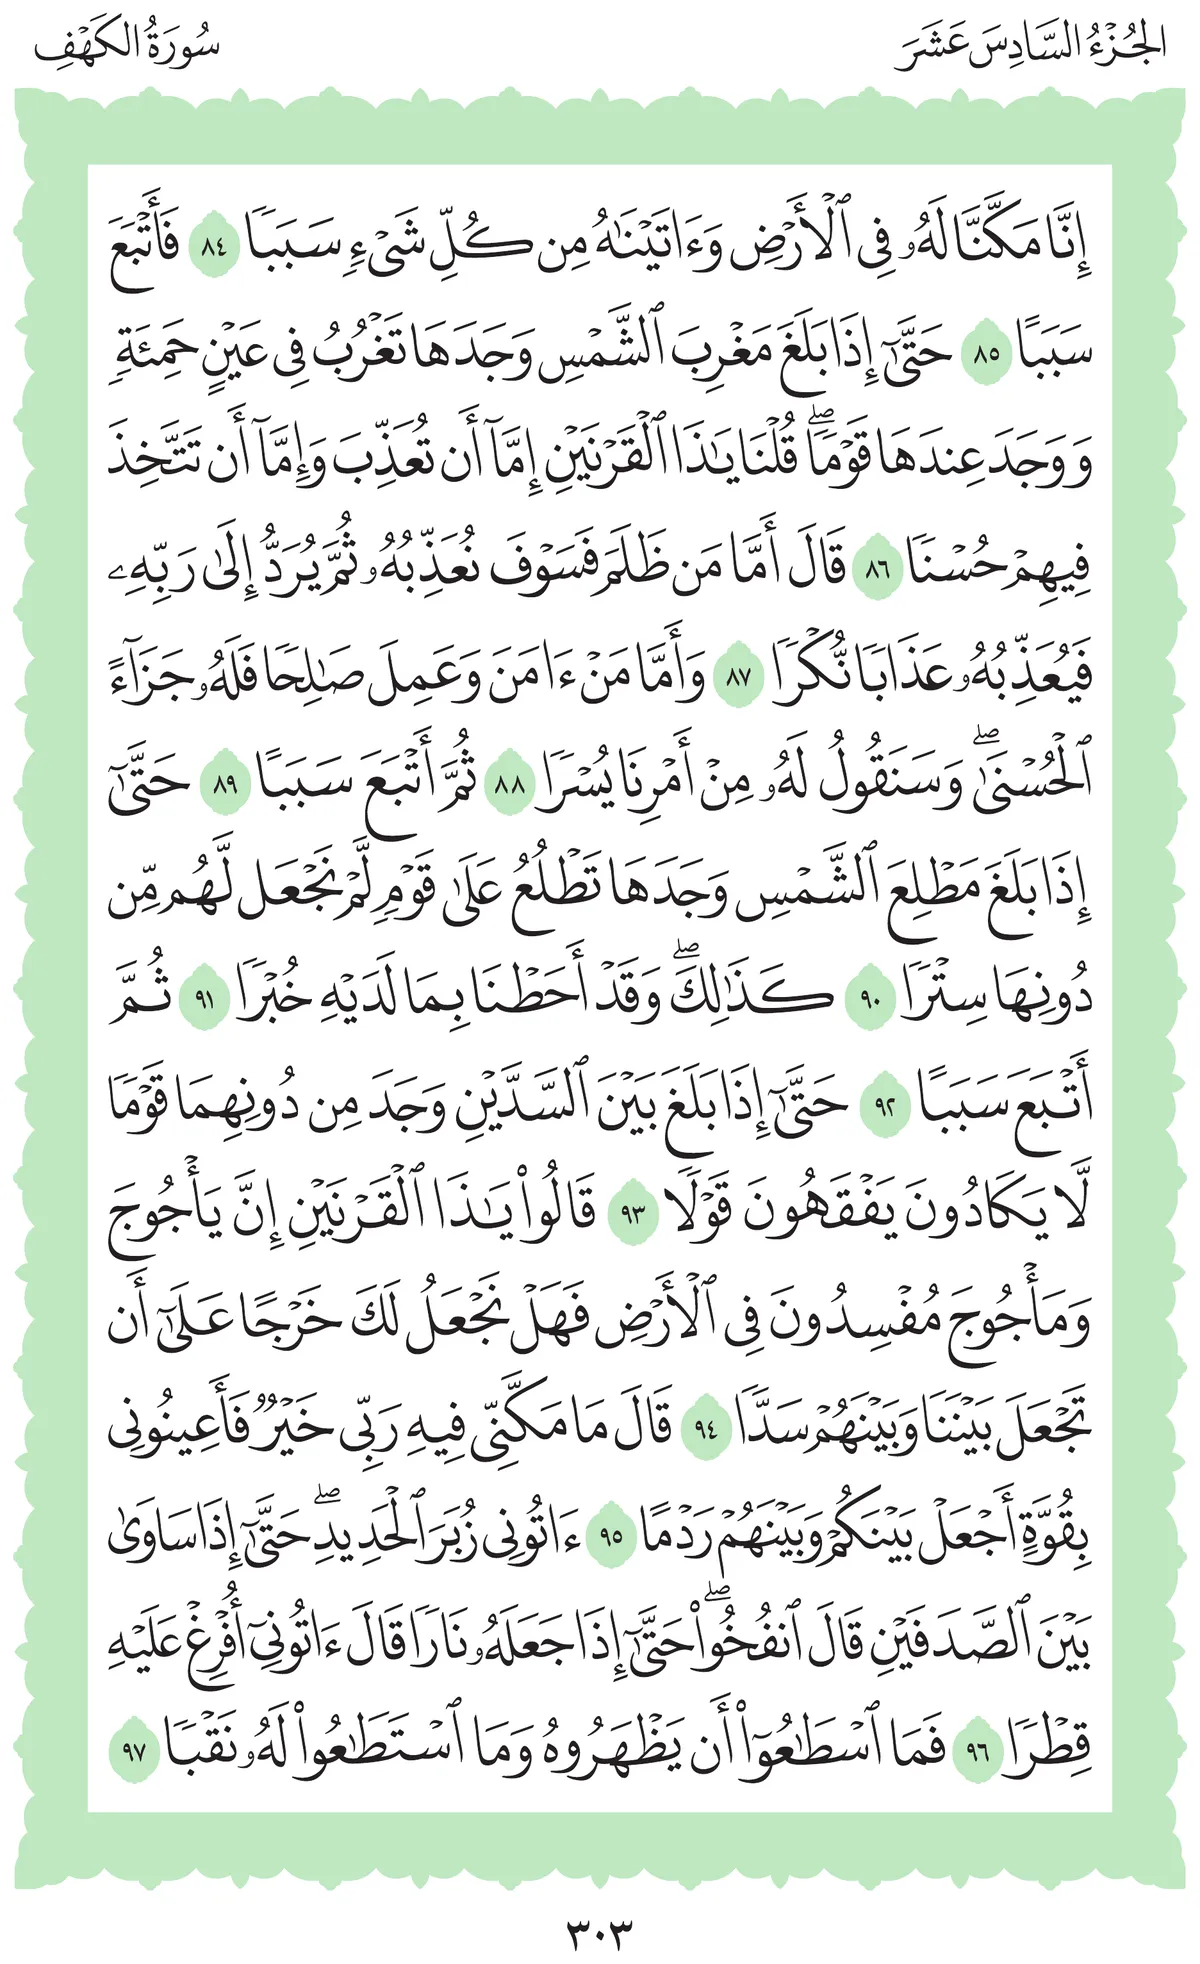 الجُزْءُ السَّادِسَ عَشَرَ
سُورَةُ الكَهْفِ
إِنَّا مَكَّنَّا لَهُۥ فِي ٱلْأَرْضِ وَءَاتَيْنَٰهُ مِن كُلِّ شَيْءٍ سَبَبًا ٨٤ فَأَتْبَعَ
سَبَبًا ٨٥ حَتَّىٰٓ إِذَا بَلَغَ مَغْرِبَ ٱلشَّمْسِ وَجَدَهَا تَغْرُبُ فِي عَيْنٍ حَمِئَةٍ
وَوَجَدَ عِندَهَا قَوْمًاۖ قُلْنَا يَٰذَا ٱلْقَرْنَيْنِ إِمَّآ أَن تُعَذِّبَ وَإِمَّآ أَن تَتَّخِذَ
فِيهِمْ حُسْنًا ٨٦ قَالَ أَمَّا مَن ظَلَمَ فَسَوْفَ نُعَذِّبُهُۥ ثُمَّ يُرَدُّ إِلَىٰ رَبِّهِۦ
فَيُعَذِّبُهُۥ عَذَابًا نُّكْرًا ٨٧ وَأَمَّا مَنْ ءَامَنَ وَعَمِلَ صَٰلِحًا فَلَهُۥ جَزَآءً
ٱلْحُسْنَىٰۖ وَسَنَقُولُ لَهُۥ مِنْ أَمْرِنَا يُسْرًا ٨٨ ثُمَّ أَتْبَعَ سَبَبًا ٨٩ حَتَّىٰٓ
إِذَا بَلَغَ مَطْلِعَ ٱلشَّمْسِ وَجَدَهَا تَطْلُعُ عَلَىٰ قَوْمٍ لَّمْ نَجْعَل لَّهُم مِّن
دُونِهَا سِتْرًا ٩٠ كَذَٰلِكَۖ وَقَدْ أَحَطْنَا بِمَا لَدَيْهِ خُبْرًا ٩١ ثُمَّ
أَتْبَعَ سَبَبًا ٩٢ حَتَّىٰٓ إِذَا بَلَغَ بَيْنَ ٱلسَّدَّيْنِ وَجَدَ مِن دُونِهِمَا قَوْمًا
لَّا يَكَادُونَ يَفْقَهُونَ قَوْلًا ٩٣ قَالُوا۟ يَٰذَا ٱلْقَرْنَيْنِ إِنَّ يَأْجُوجَ
وَمَأْجُوجَ مُفْسِدُونَ فِي ٱلْأَرْضِ فَهَلْ نَجْعَلُ لَكَ خَرْجًا عَلَىٰٓ أَن
تَجْعَلَ بَيْنَنَا وَبَيْنَهُمْ سَدًّا ٩٤ قَالَ مَا مَكَّنِّي فِيهِ رَبِّي خَيْرٌ فَأَعِينُونِي
بِقُوَّةٍ أَجْعَلْ بَيْنَكُمْ وَبَيْنَهُمْ رَدْمًا ٩٥ ءَاتُونِي زُبَرَ ٱلْحَدِيدِۖ حَتَّىٰٓ إِذَا سَاوَىٰ
بَيْنَ ٱلصَّدَفَيْنِ قَالَ ٱنفُخُوا۟ۖ حَتَّىٰٓ إِذَا جَعَلَهُۥ نَارًا قَالَ ءَاتُونِيٓ أُفْرِغْ عَلَيْهِ
قِطْرًا ٩٦ فَمَا ٱسْطَٰعُوٓا۟ أَن يَظْهَرُوهُ وَمَا ٱسْتَطَٰعُوا۟ لَهُۥ نَقْبًا ٩٧
٣٠٣